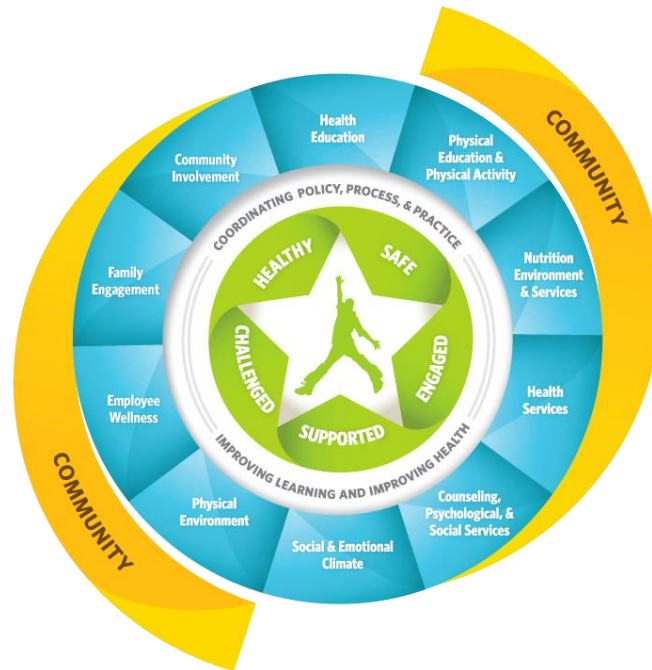 COMMUNITY
Health
Education
Physical
Education &
Physical Activity
Nutrition
Environment
& Services
Health
Services
Counseling,
Psychological, &
Social Services
Social & Emotional
Climate
Physical
Environment
Employee
Wellness
Family
Engagement
Community
Involvement
COORDINATING POLICY, PROCESS, & PRACTICE
IMPROVING LEARNING AND IMPROVING HEALTH
HEALTHY
SAFE
ENGAGED
SUPPORTED
CHALLENGED
COMMUNITY